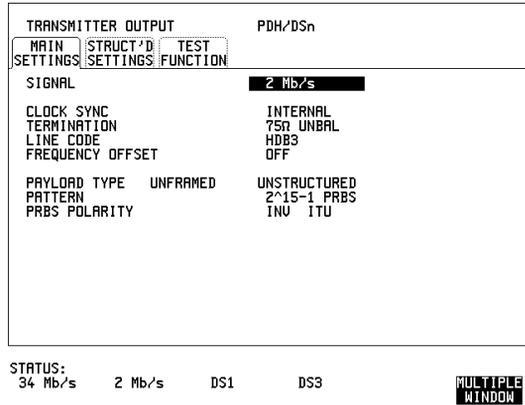 TRANSMITTER OUTPUT PDH/DSn
MAIN SETTINGS STRUCT'D SETTINGS TEST FUNCTION
SIGNAL 2 Mb/s
CLOCK SYNC INTERNAL
TERMINATION 75Ω UNBAL
LINE CODE HDB3
FREQUENCY OFFSET OFF
PAYLOAD TYPE UNFRAMED UNSTRUCTURED
PATTERN 2^15-1 PRBS
PRBS POLARITY INV ITU
STATUS:
34 Mb/s 2 Mb/s DS1 DS3 MULTIPLE WINDOW